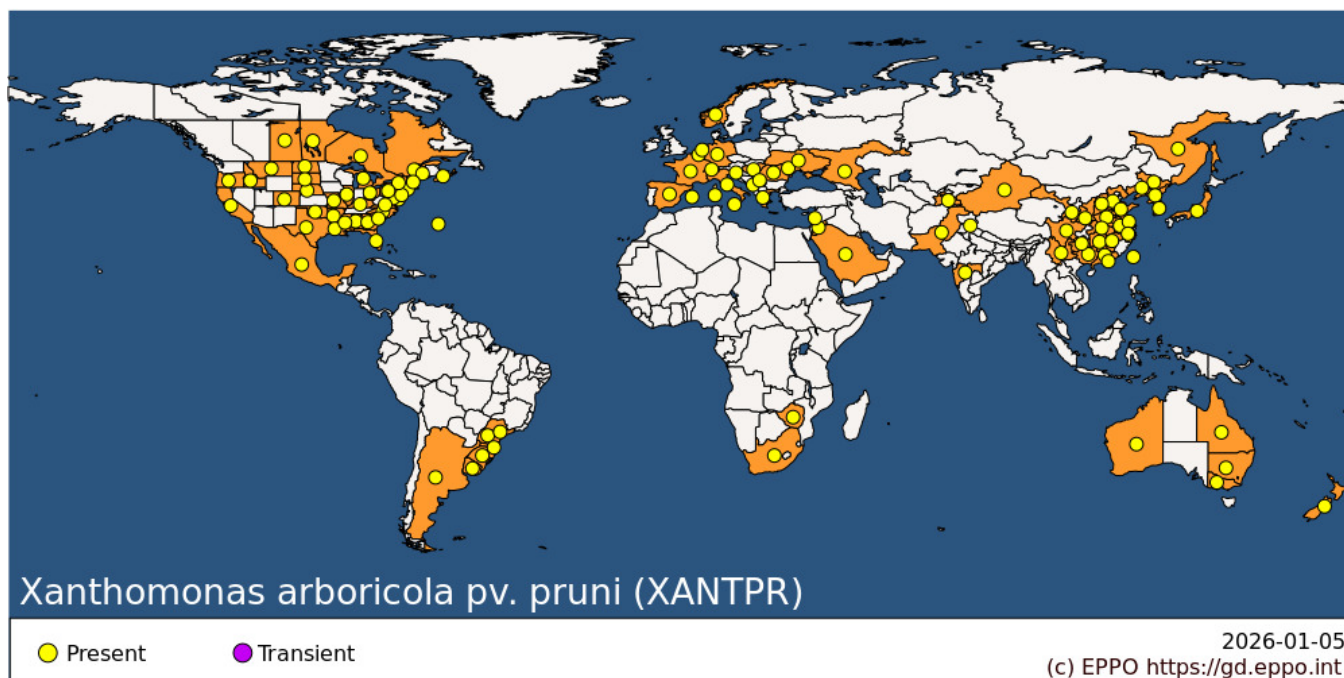 Xanthomonas arboricola pv. pruni (XANTPR)
Present
Transient
2026-01-05
(c) EPPO https://gd.eppo.int